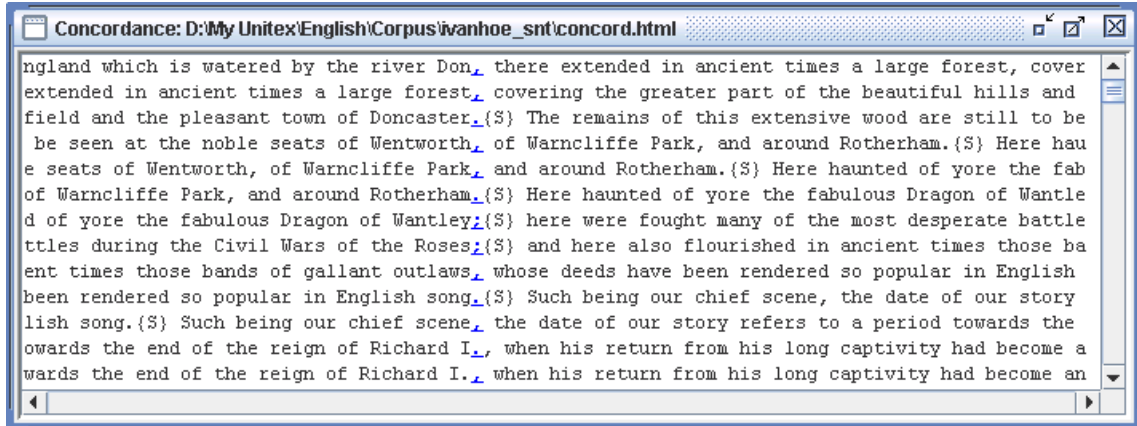 Concordance: D:\My Unitex\English\Corpus\ivanhoe_snt\concord.html
ngland which is watered by the river Don, there extended in ancient times a large forest, cover
extended in ancient times a large forest, covering the greater part of the beautiful hills and
field and the pleasant town of Doncaster.{S} The remains of this extensive wood are still to be
be seen at the noble seats of Wentworth, of Warncliffe Park, and around Rotherham.{S} Here hau
e seats of Wentworth, of Warncliffe Park, and around Rotherham.{S} Here haunted of yore the fab
of Warncliffe Park, and around Rotherham.{S} Here haunted of yore the fabulous Dragon of Wantle
d of yore the fabulous Dragon of Wantley;{S} here were fought many of the most desperate battle
ttles during the Civil Wars of the Roses;{S} and here also flourished in ancient times those ba
ent times those bands of gallant outlaws, whose deeds have been rendered so popular in English
been rendered so popular in English song.{S} Such being our chief scene, the date of our story
lish song.{S} Such being our chief scene, the date of our story refers to a period towards the
owards the end of the reign of Richard I., when his return from his long captivity had become a
wards the end of the reign of Richard I., when his return from his long captivity had become an